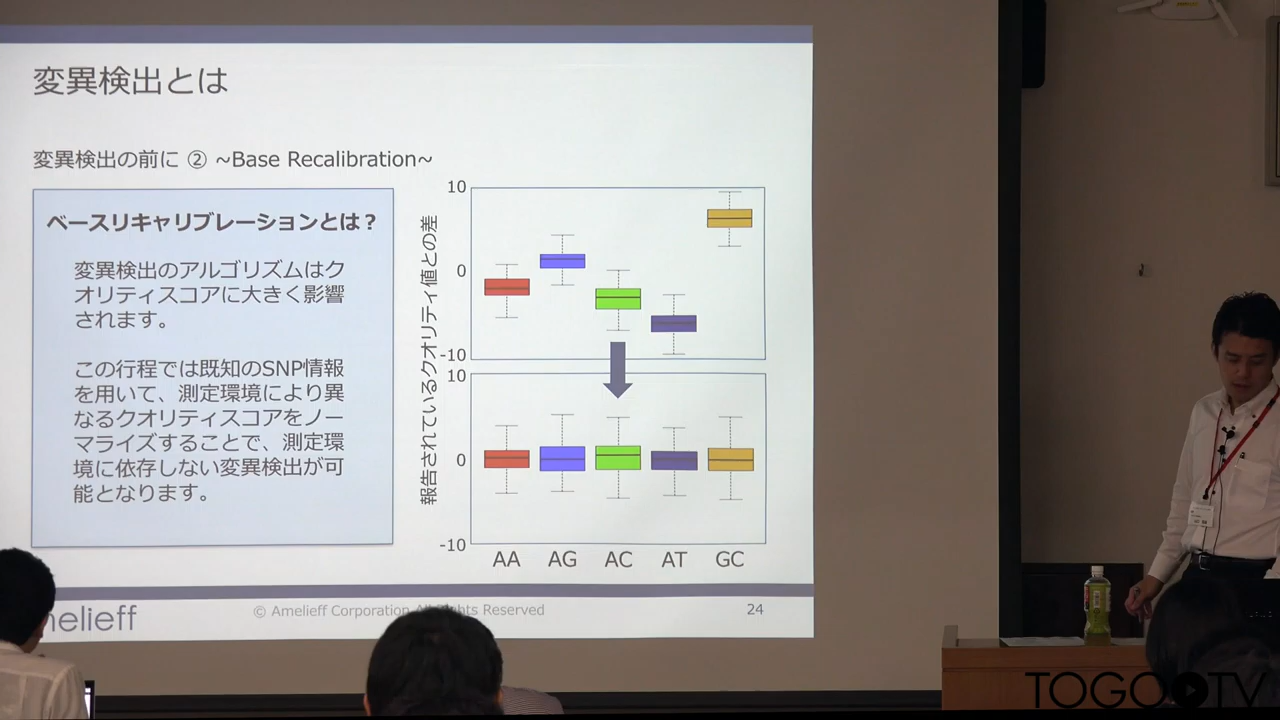 変異検出とは
変異検出の前に ② ~Base Recalibration~
ベースリキャリブレーションとは？
変異検出のアルゴリズムはク
オリティスコアに大きく影響
されます。
この行程では既知のSNP情報
を用いて、測定環境により異
なるクオリティスコアをノー
マライズすることで、測定環
境に依存しない変異検出が可
能となります。
報告されているクオリティ値との差
10
0
-10
10
0
-10
AA AG AC AT GC
melieff
© Amelieff Corporation All Rights Reserved
24
TOGO TV